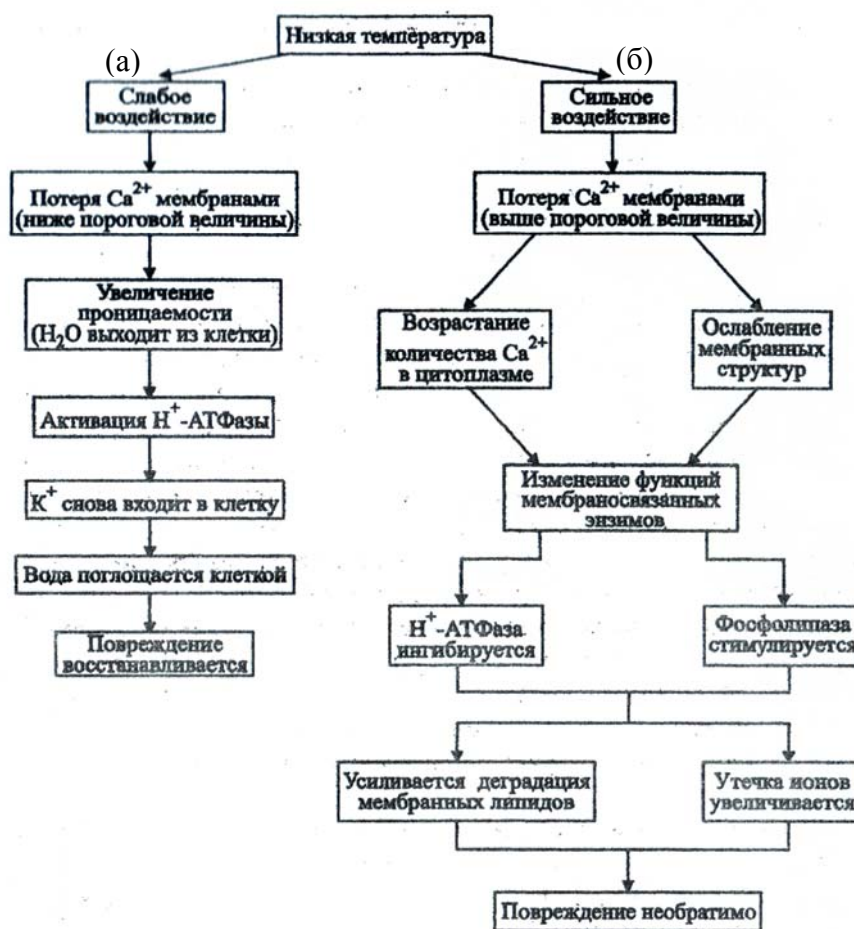 Низкая температура
(а)
(б)
Слабое
воздействие
Сильное
воздействие
Потеря Ca²⁺ мембранами
(ниже пороговой величины)
Потеря Ca²⁺ мембранами
(выше пороговой величины)
Увеличение
проницаемости
(H₂O выходит из клетки)
Возрастание
количества Ca²⁺
в цитоплазме
Ослабление
мембранных
структур
Активация H⁺-АТФазы
K⁺ снова входит в клетку
Изменение функций
мембраносвязанных
энзимов
Вода поглощается клеткой
Повреждение
восстанавливается
H⁺-АТФаза
ингибируется
Фосфолипаза
стимулируется
Усиливается деградация
мембранных липидов
Утечка ионов
увеличивается
Повреждение необратимо